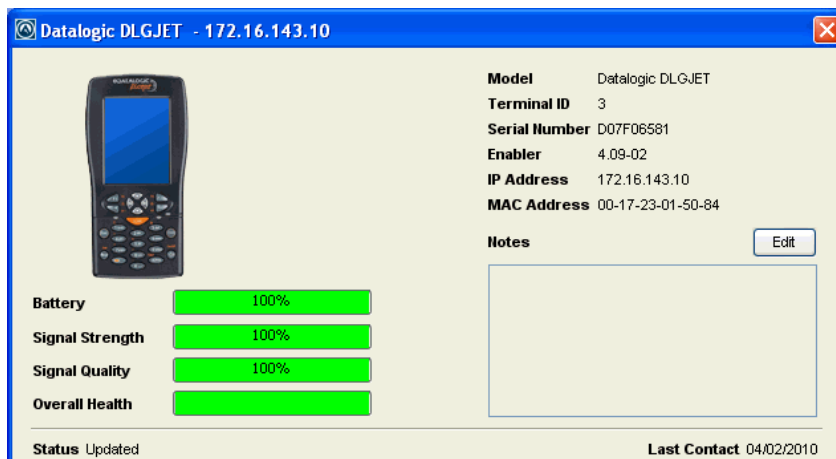 Datalogic DLGJET - 172.16.143.10
Model Datalogic DLGJET
Terminal ID 3
Serial Number D07F06581
Enabler 4.09-02
IP Address 172.16.143.10
MAC Address 00-17-23-01-50-84
Notes Edit
Battery 100%
Signal Strength 100%
Signal Quality 100%
Overall Health
Status Updated Last Contact 04/02/2010